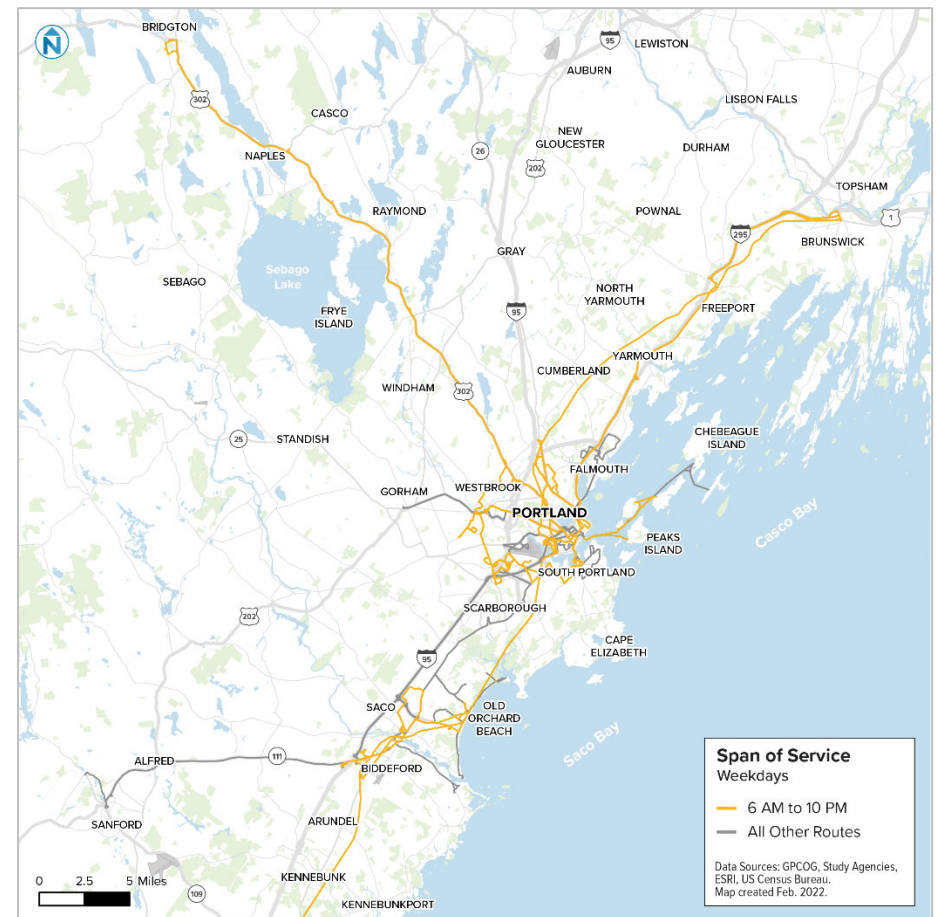 BRIDGTON
N
95
LEWISTON
AUBURN
302
LISBON FALLS
CASCO
NEW
GLOUCESTER
26
DURHAM
NAPLES
202
TOPSHAM
RAYMOND
POWNAL
1
295
BRUNSWICK
GRAY
Sebago
Lake
SEBAGO
NORTH
YARMOUTH
FREEPORT
FRYE
ISLAND
95
YARMOUTH
CUMBERLAND
WINDHAM
302
CHEBEAGUE
ISLAND
25
STANDISH
FALMOUTH
GORHAM
WESTBROOK
PORTLAND
Casco Bay
PEAKS
ISLAND
SOUTH PORTLAND
SCARBOROUGH
202
CAPE
ELIZABETH
95
SACO
OLD
ORCHARD
BEACH
Saco Bay
ALFRED
111
BIDDEFORD
SANFORD
ARUNDEL
KENNEBUNK
109
KENNEBUNKPORT
0 2.5 5 Miles
Span of Service
Weekdays
6 AM to 10 PM
All Other Routes
Data Sources: GPCOG, Study Agencies,
ESRI, US Census Bureau.
Map created Feb. 2022.